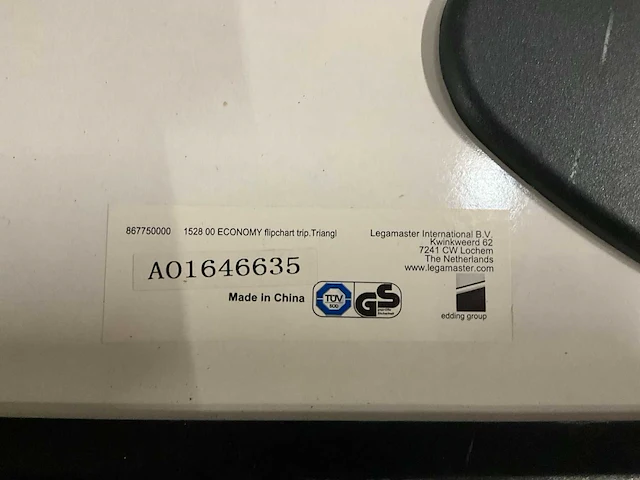 867750000 1528 00 ECONOMY flipchart trip.Triangl
Legamaster International B.V.
Kwinkweerd 62
7241 CW Lochem
The Netherlands
www.legamaster.com
A01646635
Made in China
TÜV
GS
edding group